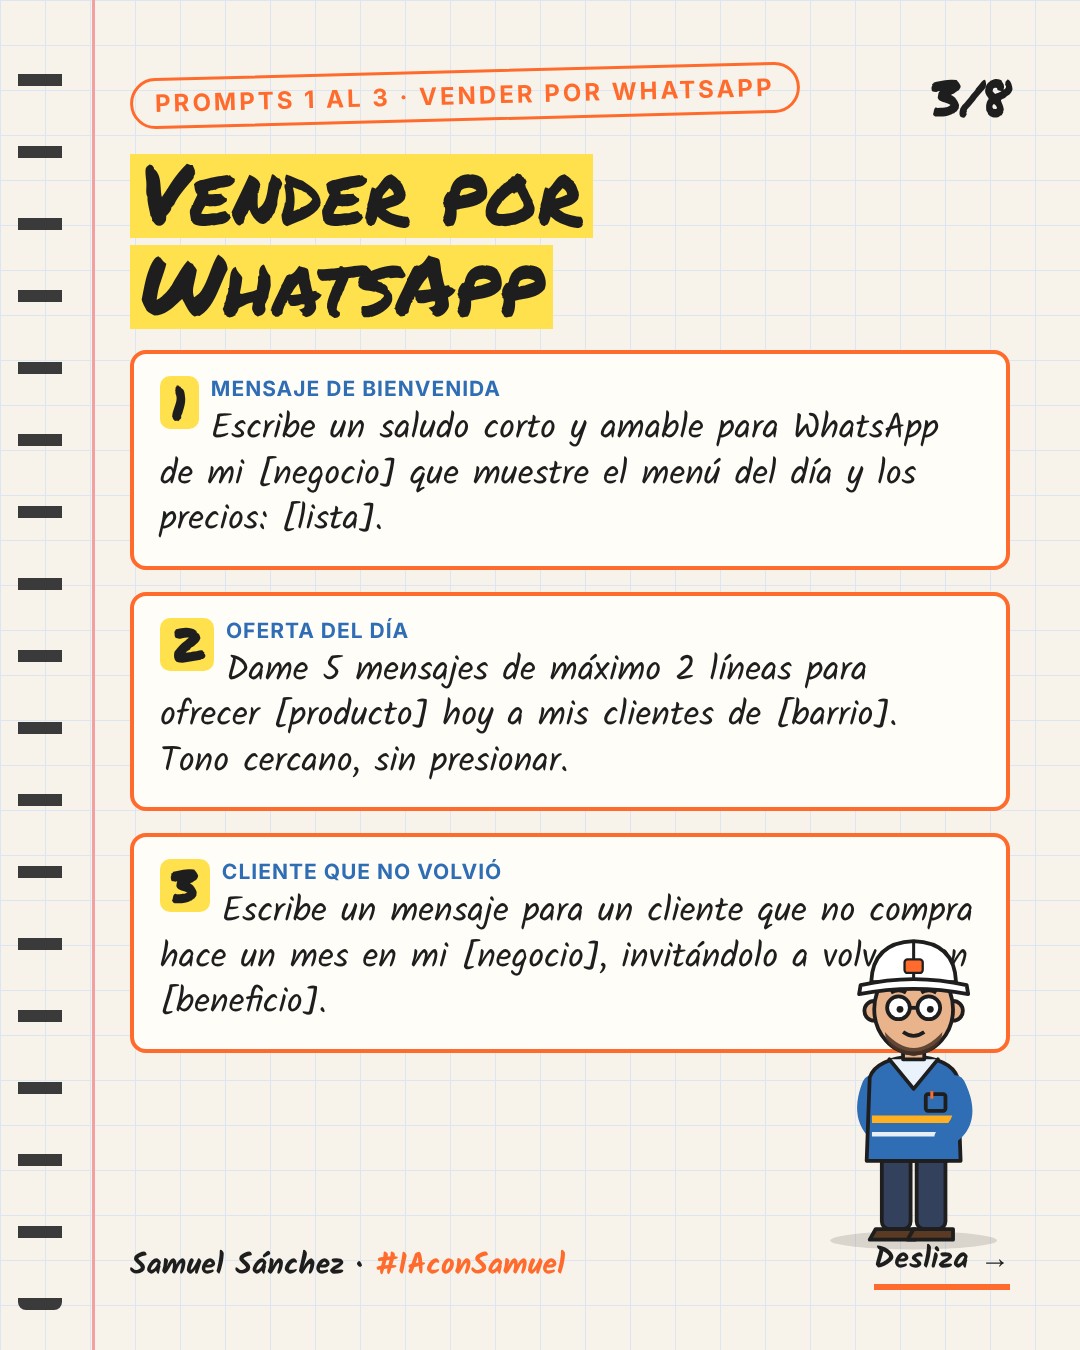 PROMPTS 1 AL 3 · VENDER POR WHATSAPP
3/8
VENDER POR
WHATSAPP
1 MENSAJE DE BIENVENIDA
Escribe un saludo corto y amable para WhatsApp
de mi [negocio] que muestre el menú del día y los
precios: [lista].
2 OFERTA DEL DÍA
Dame 5 mensajes de máximo 2 líneas para
ofrecer [producto] hoy a mis clientes de [barrio].
Tono cercano, sin presionar.
3 CLIENTE QUE NO VOLVIÓ
Escribe un mensaje para un cliente que no compra
hace un mes en mi [negocio], invitándolo a
[beneficio].
Samuel Sánchez · #IAconSamuel
Desliza →